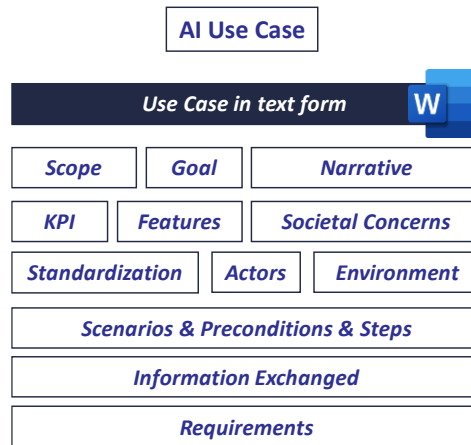 AI Use Case
Use Case in text form
W
Scope Goal Narrative
KPI Features Societal Concerns
Standardization Actors Environment
Scenarios & Preconditions & Steps
Information Exchanged
Requirements